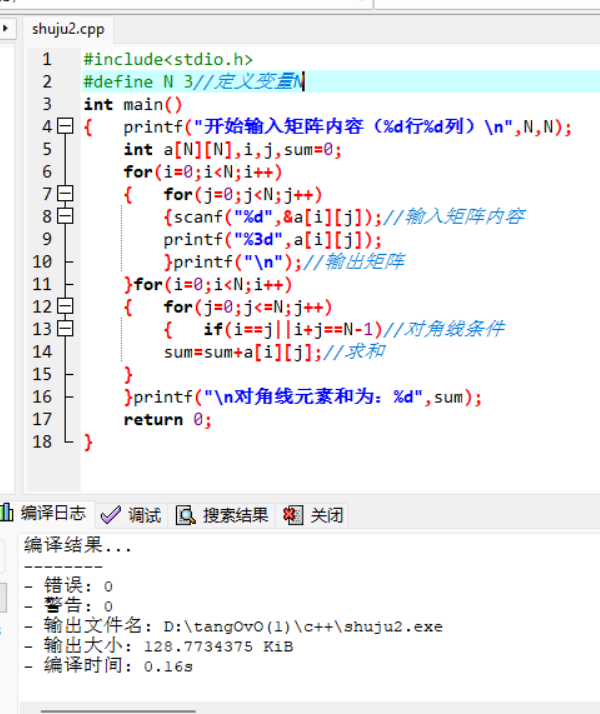 shuju2.cpp
1 #include<stdio.h>
2 #define N 3//定义变量N
3 int main()
4 { printf("开始输入矩阵内容（%d行%d列）\n",N,N);
5 int a[N][N],i,j,sum=0;
6 for(i=0;i<N;i++)
7 { for(j=0;j<N;j++)
8 {scanf("%d",&a[i][j]);//输入矩阵内容
9 printf("%3d",a[i][j]);
10 }printf("\n");//输出矩阵
11 }for(i=0;i<N;i++)
12 { for(j=0;j<=N;j++)
13 { if(i==j||i+j==N-1)//对角线条件
14 sum=sum+a[i][j];//求和
15 }
16 }printf("\n对角线元素和为：%d",sum);
17 return 0;
18 }
编译日志 调试 搜索结果 关闭
编译结果...
--------
- 错误: 0
- 警告: 0
- 输出文件名: D:\tangOvO(1)\c++\shuju2.exe
- 输出大小: 128.7734375 KiB
- 编译时间: 0.16s